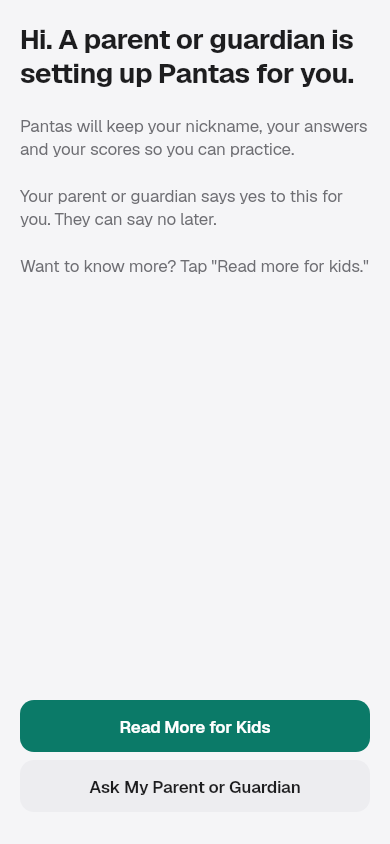 Hi. A parent or guardian is
setting up Pantas for you.
Pantas will keep your nickname, your answers
and your scores so you can practice.
Your parent or guardian says yes to this for
you. They can say no later.
Want to know more? Tap "Read more for kids."
Read More for Kids
Ask My Parent or Guardian